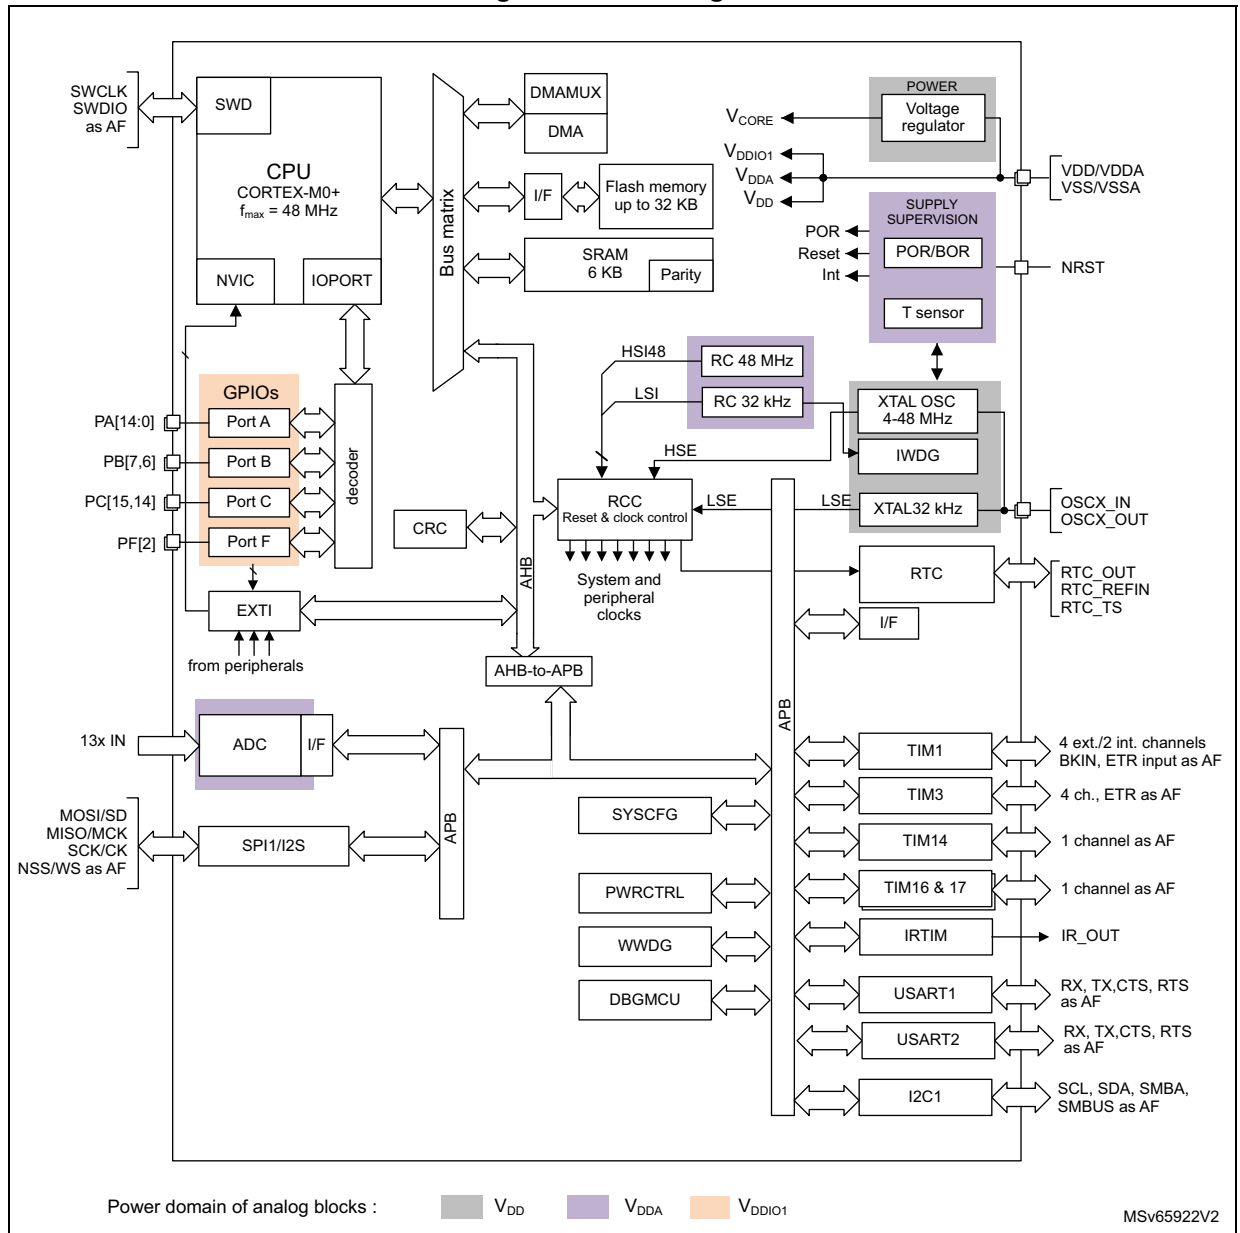 SWCLK
SWDIO
as AF
SWD
CPU
CORTEX-M0+
fmax = 48 MHz
NVIC
IOPORT
Bus matrix
DMAMUX
DMA
I/F
Flash memory
up to 32 KB
SRAM
6 KB
Parity
POWER
Voltage
regulator
VCORE
VDDIO1
VDDA
VDD
VDD/VDDA
VSS/VSSA
SUPPLY
SUPERVISION
POR
Reset
Int
POR/BOR
NRST
T sensor
HSI48
RC 48 MHz
LSI
RC 32 kHz
XTAL OSC
4-48 MHz
HSE
IWDG
GPIOs
PA[14:0]
Port A
PB[7,6]
Port B
PC[15,14]
Port C
PF[2]
Port F
decoder
EXTI
from peripherals
CRC
AHB
RCC
Reset & clock control
LSE
LSE
XTAL32 kHz
OSCX_IN
OSCX_OUT
System and
peripheral
clocks
RTC
RTC_OUT
RTC_REFIN
RTC_TS
I/F
AHB-to-APB
APB
13x IN
ADC
I/F
APB
MOSI/SD
MISO/MCK
SCK/CK
NSS/WS as AF
SPI1/I2S
SYSCFG
PWRCTRL
WWDG
DBGMCU
TIM1
4 ext./2 int. channels
BKIN, ETR input as AF
TIM3
4 ch., ETR as AF
TIM14
1 channel as AF
TIM16 & 17
1 channel as AF
IRTIM
IR_OUT
USART1
RX, TX,CTS, RTS
as AF
USART2
RX, TX,CTS, RTS
as AF
I2C1
SCL, SDA, SMBA,
SMBUS as AF
Power domain of analog blocks :
VDD
VDDA
VDDIO1
MSv65922V2